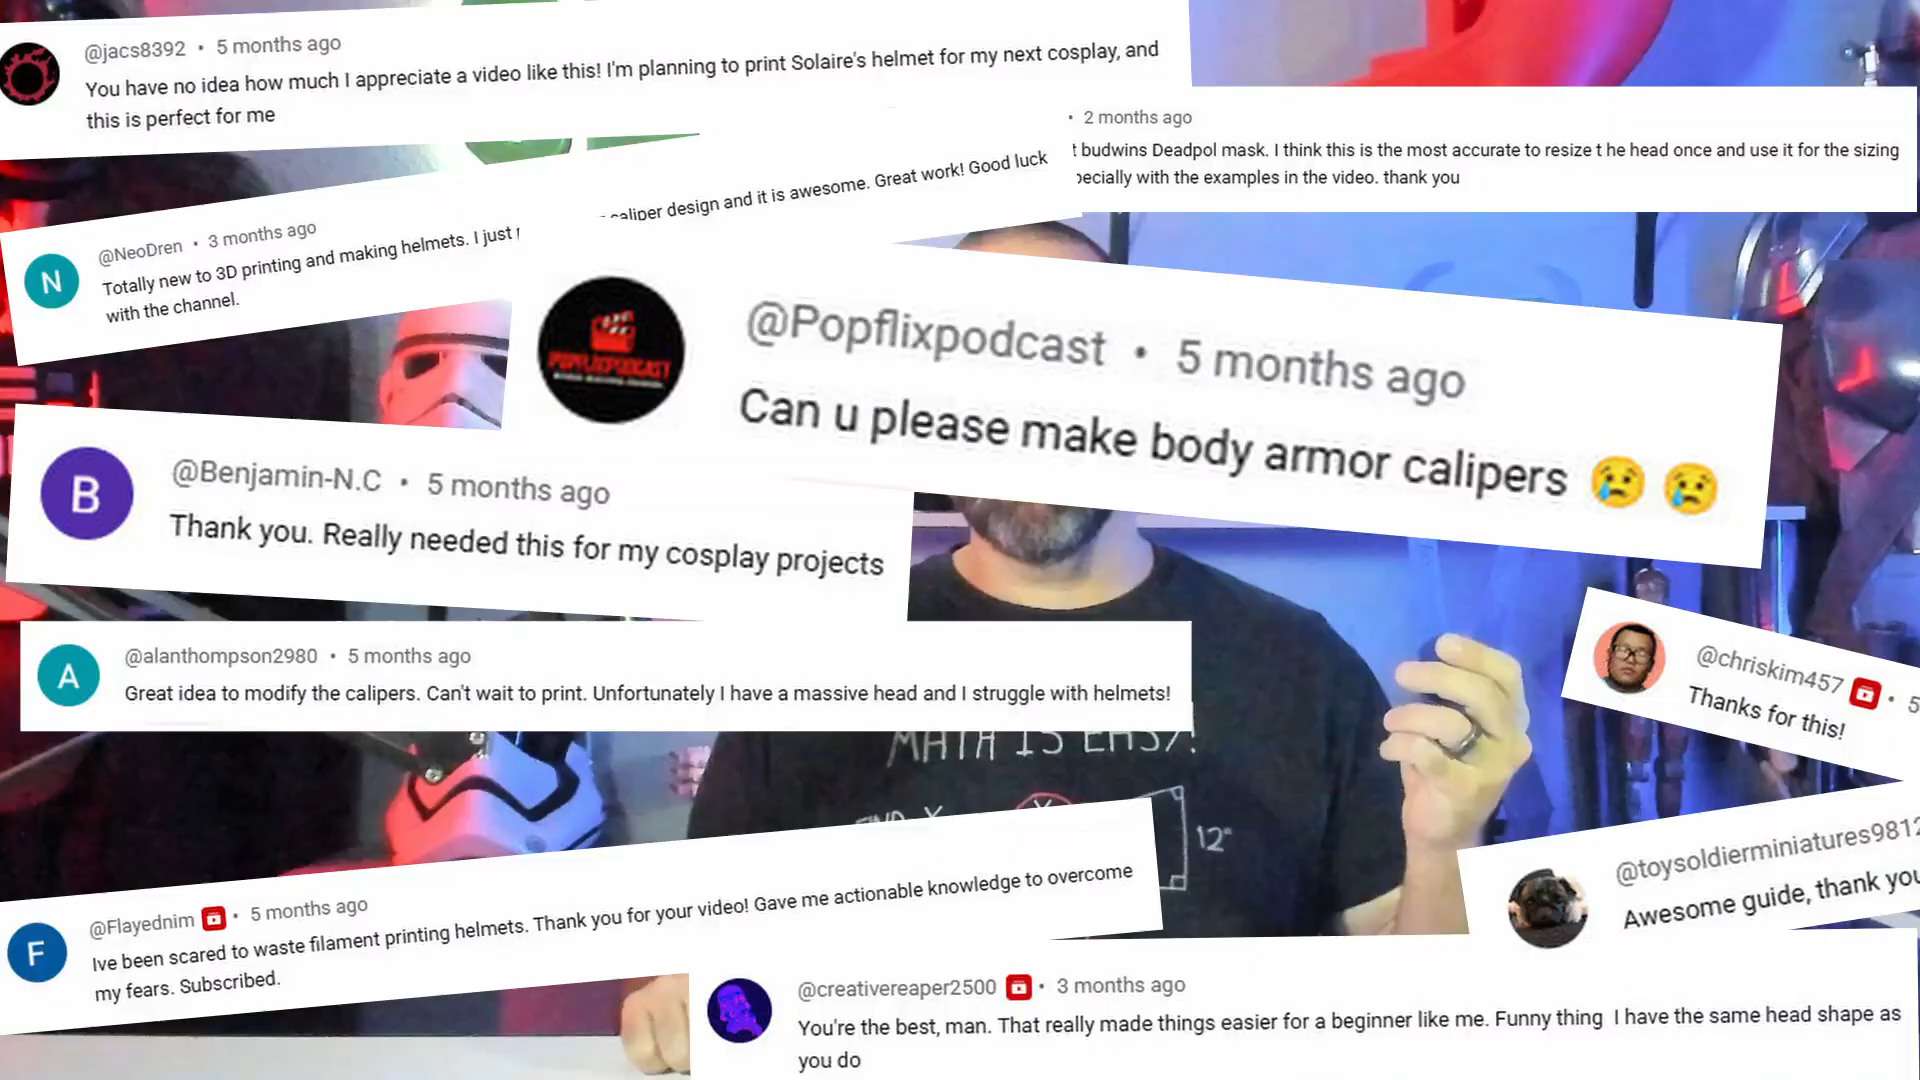 @jacs8392 • 5 months ago
You have no idea how much I appreciate a video like this! I'm planning to print Solaire's helmet for my next cosplay, and
this is perfect for me
• 2 months ago
budwins Deadpol mask. I think this is the most accurate to resize t he head once and use it for the sizing
with the examples in the video. thank you
@NeoDren • 3 months ago
Totally new to 3D printing and making helmets. I just
caliper design and it is awesome. Great work! Good luck
with the channel.
N
POPFLIXPODCAST
@Popflixpodcast • 5 months ago
Can u please make body armor calipers 😢 😢
B
@Benjamin-N.C • 5 months ago
Thank you. Really needed this for my cosplay projects
A
@alanthompson2980 • 5 months ago
Great idea to modify the calipers. Can't wait to print. Unfortunately I have a massive head and I struggle with helmets!
@chriskim457 • 5
Thanks for this!
MATH IS EASY!
12"
@toysoldierminiatures9812
Awesome guide, thank you
F
@Flayednim • 5 months ago
Ive been scared to waste filament printing helmets. Thank you for your video! Gave me actionable knowledge to overcome
my fears. Subscribed.
@creativereaper2500 • 3 months ago
You're the best, man. That really made things easier for a beginner like me. Funny thing  I have the same head shape as
you do